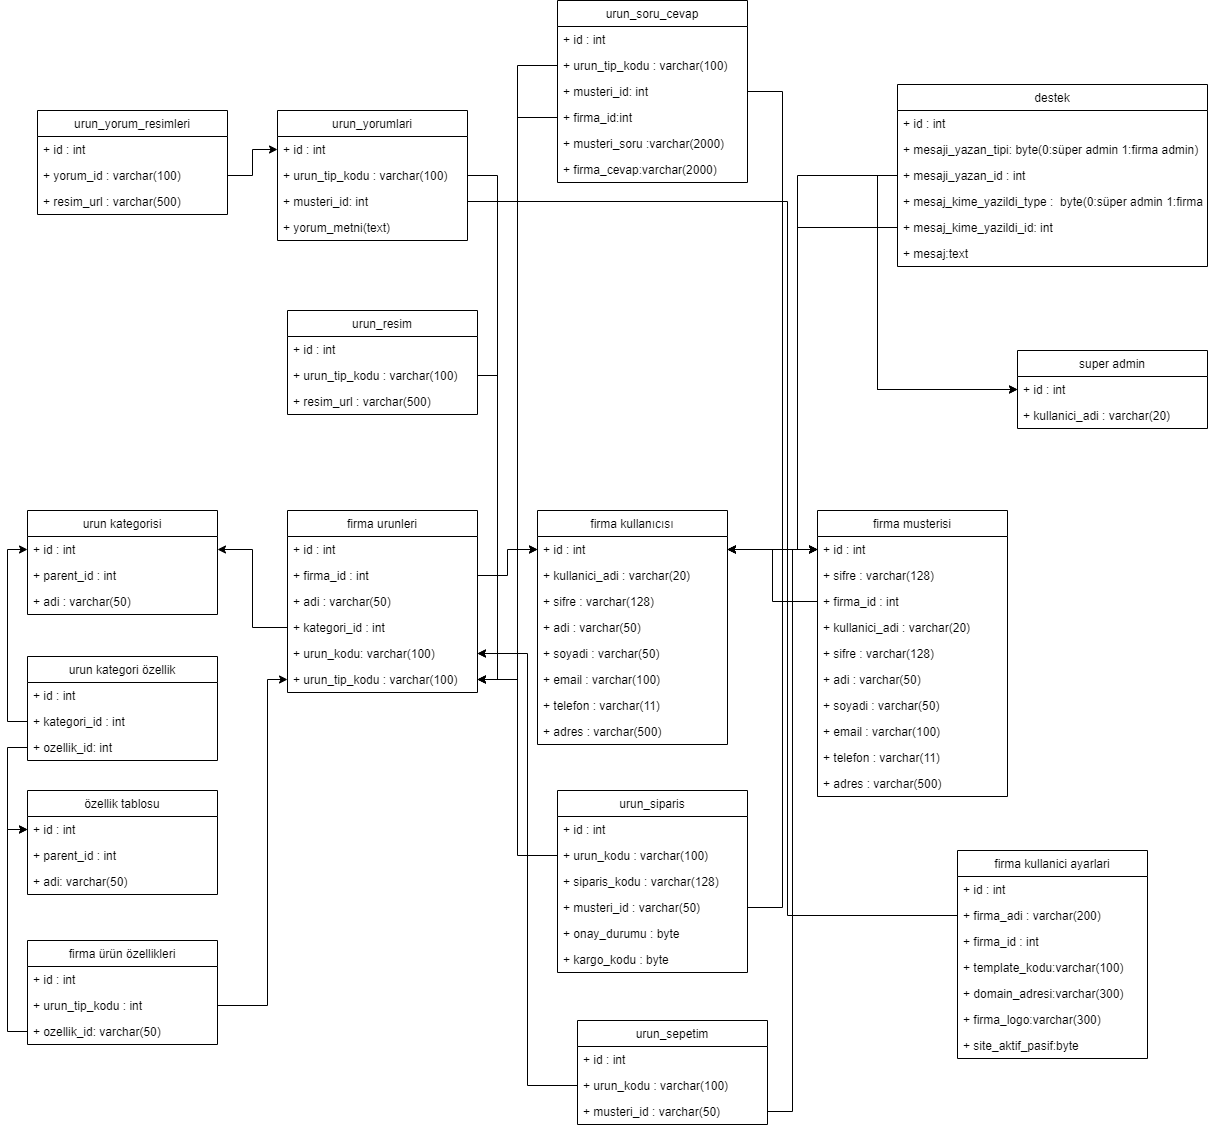 urun_soru_cevap
+ id : int
+ urun_tip_kodu : varchar(100)
+ musteri_id: int
+ firma_id:int
+ musteri_soru :varchar(2000)
+ firma_cevap:varchar(2000)
destek
+ id : int
+ mesaji_yazan_tipi: byte(0:süper admin 1:firma admin)
+ mesaji_yazan_id : int
+ mesaj_kime_yazildi_type :  byte(0:süper admin 1:firma
+ mesaj_kime_yazildi_id: int
+ mesaj:text
urun_yorum_resimleri
+ id : int
+ yorum_id : varchar(100)
+ resim_url : varchar(500)
urun_yorumlari
+ id : int
+ urun_tip_kodu : varchar(100)
+ musteri_id: int
+ yorum_metni(text)
urun_resim
+ id : int
+ urun_tip_kodu : varchar(100)
+ resim_url : varchar(500)
super admin
+ id : int
+ kullanici_adi : varchar(20)
urun kategorisi
+ id : int
+ parent_id : int
+ adi : varchar(50)
firma urunleri
+ id : int
+ firma_id : int
+ adi : varchar(50)
+ kategori_id : int
+ urun_kodu: varchar(100)
+ urun_tip_kodu : varchar(100)
firma kullanıcısı
+ id : int
+ kullanici_adi : varchar(20)
+ sifre : varchar(128)
+ adi : varchar(50)
+ soyadi : varchar(50)
+ email : varchar(100)
+ telefon : varchar(11)
+ adres : varchar(500)
firma musterisi
+ id : int
+ sifre : varchar(128)
+ firma_id : int
+ kullanici_adi : varchar(20)
+ sifre : varchar(128)
+ adi : varchar(50)
+ soyadi : varchar(50)
+ email : varchar(100)
+ telefon : varchar(11)
+ adres : varchar(500)
urun kategori özellik
+ id : int
+ kategori_id : int
+ ozellik_id: int
özellik tablosu
+ id : int
+ parent_id : int
+ adi: varchar(50)
urun_siparis
+ id : int
+ urun_kodu : varchar(100)
+ siparis_kodu : varchar(128)
+ musteri_id : varchar(50)
+ onay_durumu : byte
+ kargo_kodu : byte
firma kullanici ayarlari
+ id : int
+ firma_adi : varchar(200)
+ firma_id : int
+ template_kodu:varchar(100)
+ domain_adresi:varchar(300)
+ firma_logo:varchar(300)
+ site_aktif_pasif:byte
firma ürün özellikleri
+ id : int
+ urun_tip_kodu : int
+ ozellik_id: varchar(50)
urun_sepetim
+ id : int
+ urun_kodu : varchar(100)
+ musteri_id : varchar(50)